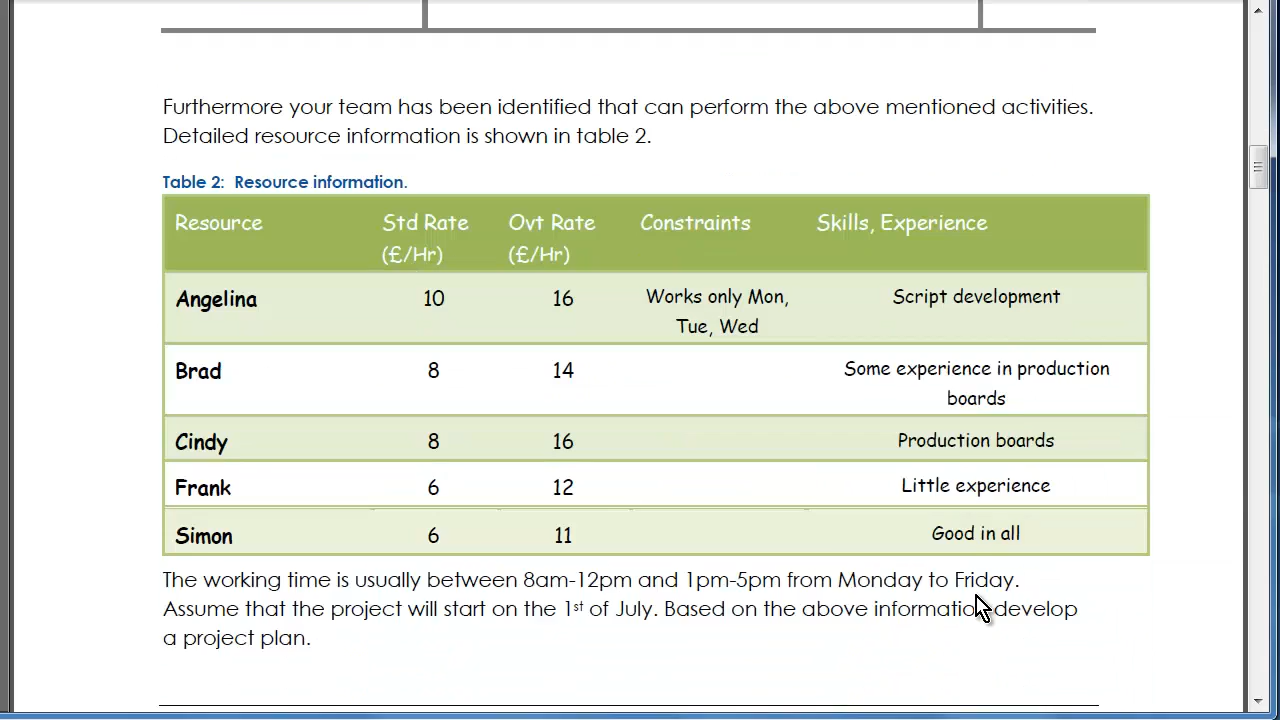 Furthermore your team has been identified that can perform the above mentioned activities.
Detailed resource information is shown in table 2.
Table 2: Resource information.
Resource Std Rate (£/Hr) Ovt Rate (£/Hr) Constraints Skills, Experience
Angelina 10 16 Works only Mon, Tue, Wed Script development
Brad 8 14 Some experience in production boards
Cindy 8 16 Production boards
Frank 6 12 Little experience
Simon 6 11 Good in all
The working time is usually between 8am-12pm and 1pm-5pm from Monday to Friday.
Assume that the project will start on the 1st of July. Based on the above information develop
a project plan.